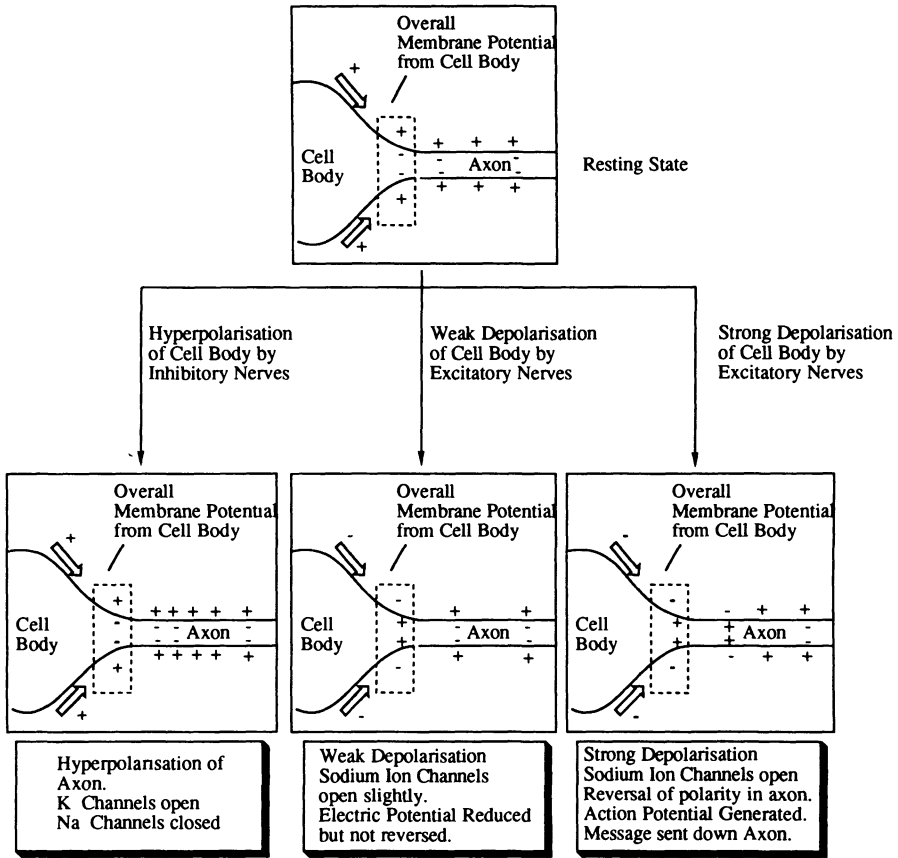 Overall
Membrane Potential
from Cell Body
+
+
Cell
Body
-
-
+
+ + +
- -
Axon
-
- -
+ + +
+
Resting State
Hyperpolarisation
of Cell Body by
Inhibitory Nerves
Weak Depolarisation
of Cell Body by
Excitatory Nerves
Strong Depolarisation
of Cell Body by
Excitatory Nerves
Overall
Membrane Potential
from Cell Body
+
+
Cell
Body
-
-
+
+ + + + +
- - - - -
Axon
- - -
+ + + + +
+
Overall
Membrane Potential
from Cell Body
-
-
Cell
Body
+
+
-
+ +
- -
Axon
- -
+ +
-
Overall
Membrane Potential
from Cell Body
-
-
Cell
Body
+
+
-
- + +
+ - -
Axon
+ - -
- + +
-
Hyperpolarisation of
Axon.
K Channels open
Na Channels closed
Weak Depolarisation
Sodium Ion Channels
open slightly.
Electric Potential Reduced
but not reversed.
Strong Depolarisation
Sodium Ion Channels open
Reversal of polarity in axon.
Action Potential Generated.
Message sent down Axon.